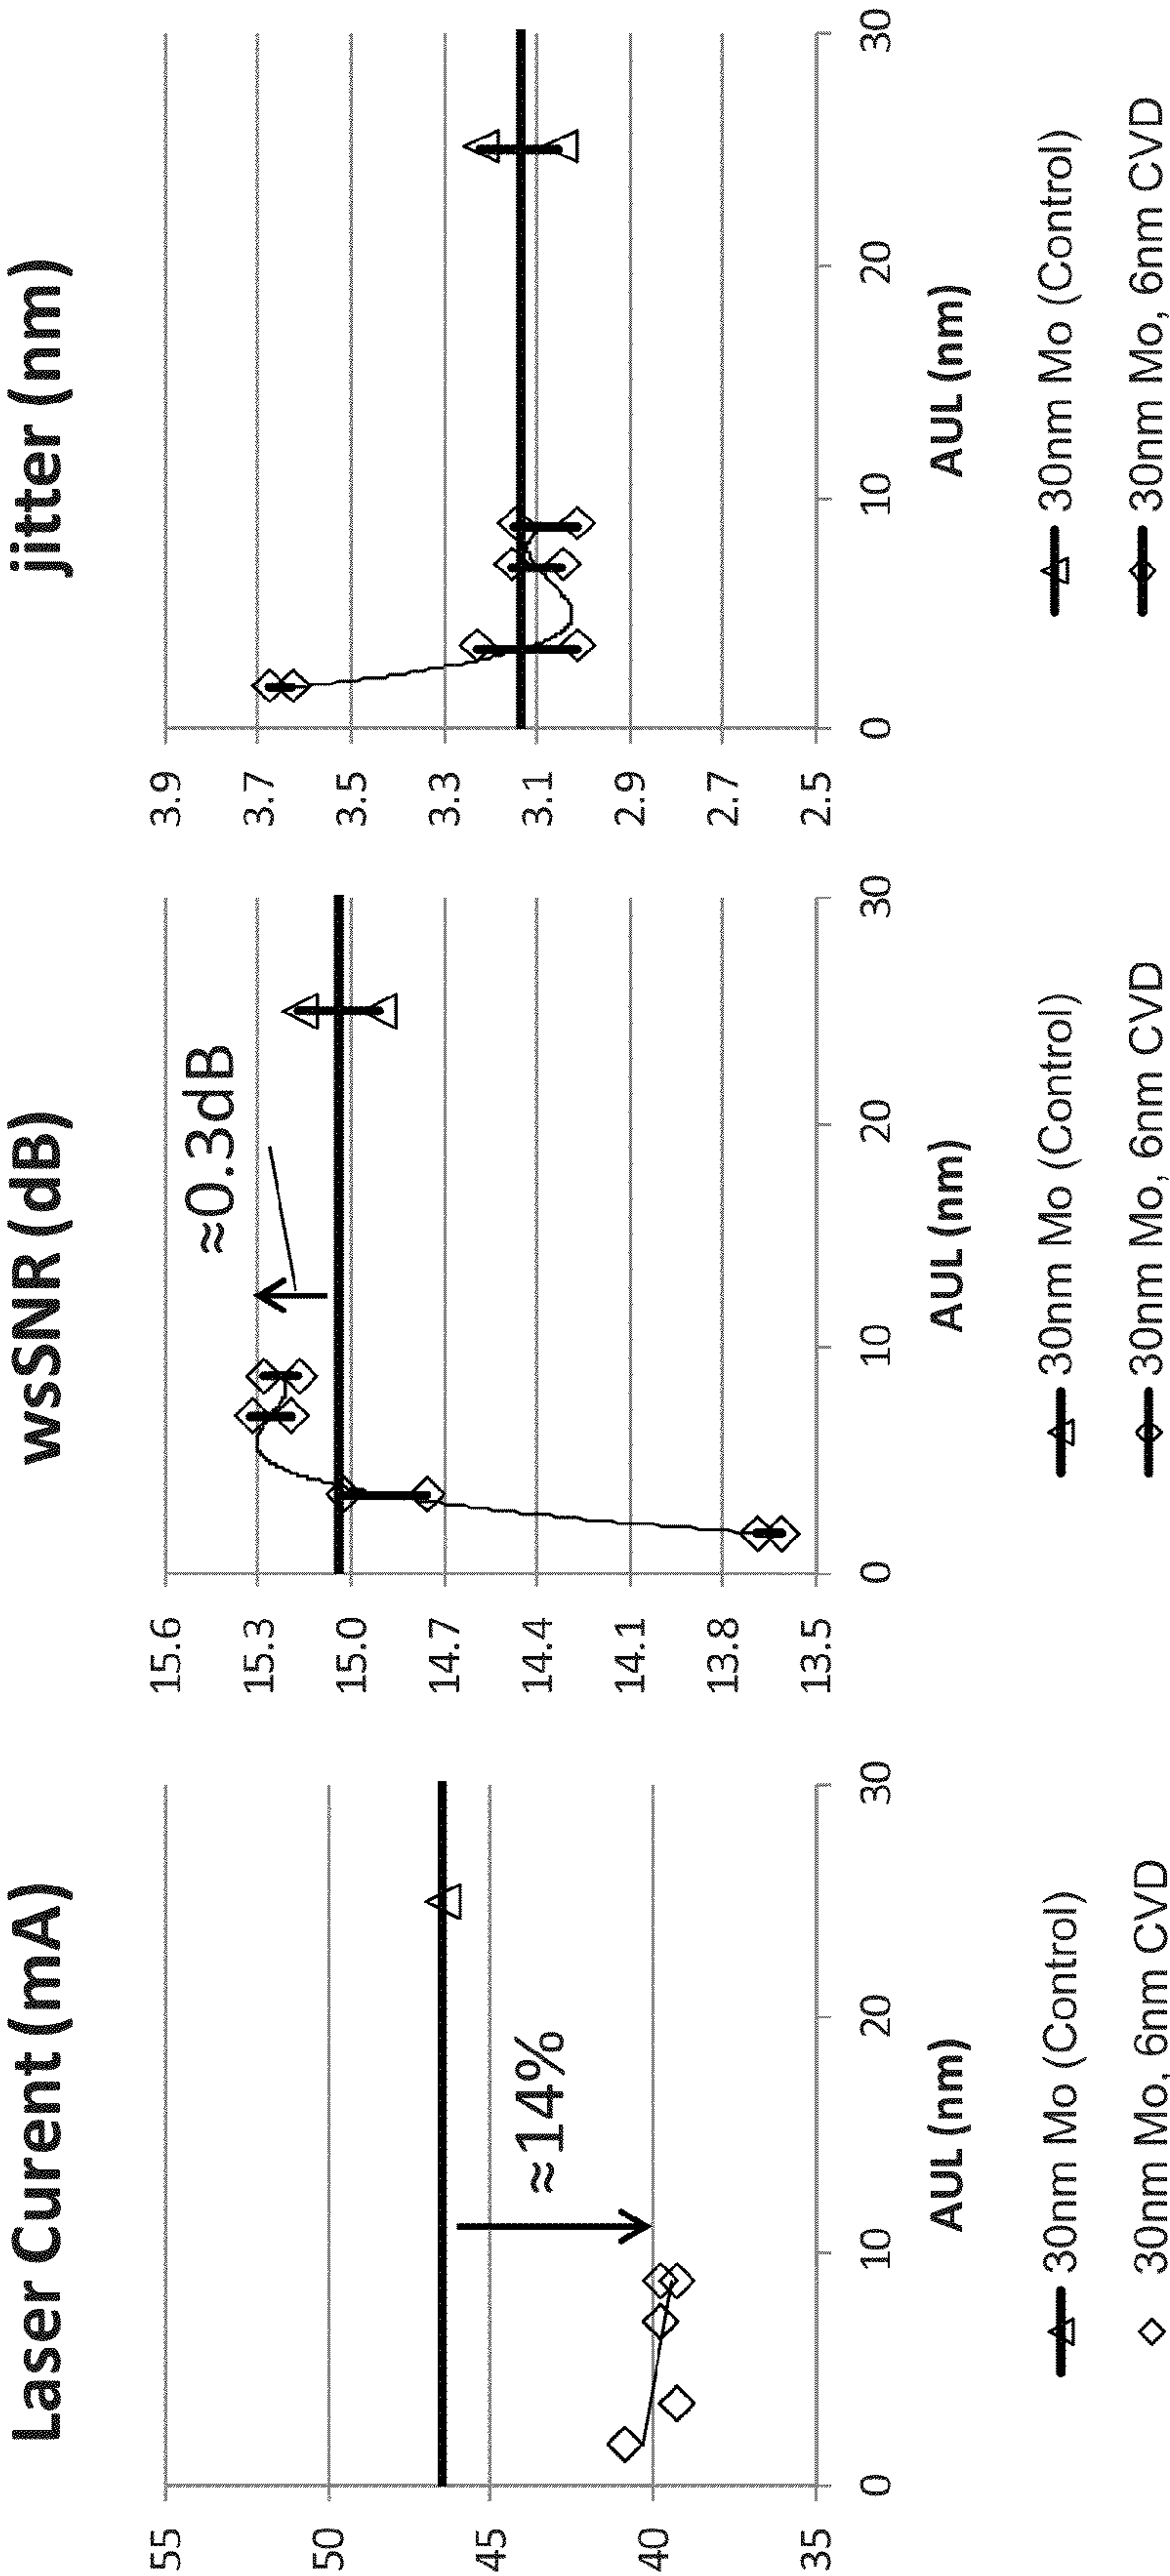 Laser Curent (mA)
55
50
45
40
35
0
10
20
30
≈14%
AUL (nm)
30nm Mo (Control)
30nm Mo, 6nm CVD
wsSNR (dB)
15.6
15.3
15.0
14.7
14.4
14.1
13.8
13.5
0
10
20
30
≈0.3dB
AUL (nm)
30nm Mo (Control)
30nm Mo, 6nm CVD
jitter (nm)
3.9
3.7
3.5
3.3
3.1
2.9
2.7
2.5
0
10
20
30
AUL (nm)
30nm Mo (Control)
30nm Mo, 6nm CVD